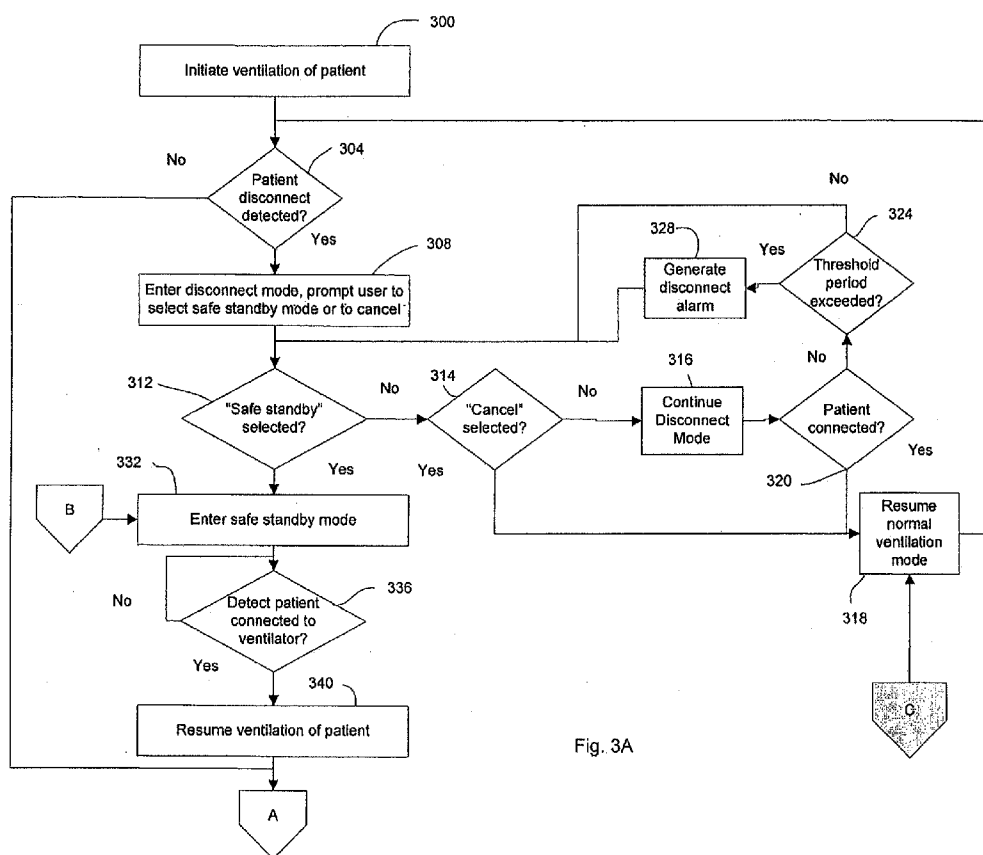 300
Initiate ventilation of patient
No
304
Patient
disconnect
detected?
Yes
308
Enter disconnect mode, prompt user to
select safe standby mode or to cancel
No
324
Threshold
period
exceeded?
Yes
328
Generate
disconnect
alarm
No
312
"Safe standby"
selected?
No
314
"Cancel"
selected?
No
316
Continue
Disconnect
Mode
Patient
connected?
Yes
320
Yes
Yes
332
B
Enter safe standby mode
Resume
normal
ventilation
mode
318
No
336
Detect patient
connected to
ventilator?
Yes
340
Resume ventilation of patient
C
Fig. 3A
A